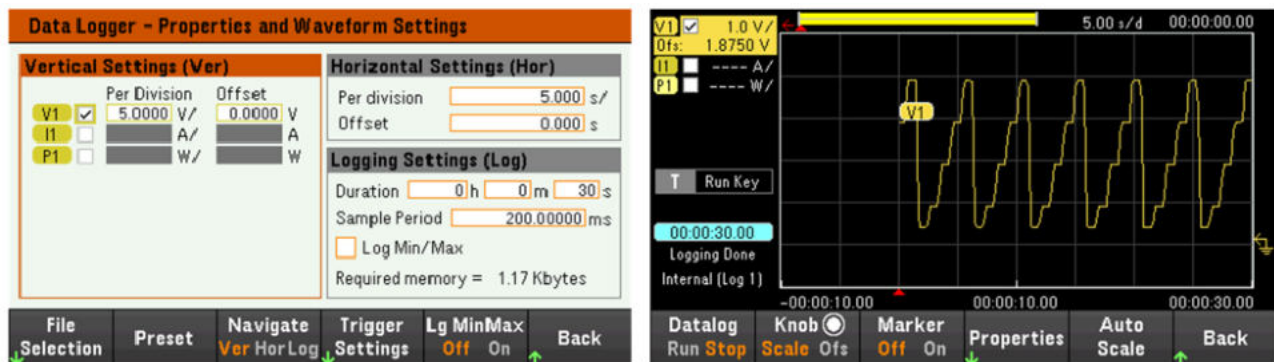 Data Logger - Properties and Waveform Settings
Vertical Settings (Ver)
Per Division Offset
V1 5.0000 V/ 0.0000 V
I1 A/ A
P1 W/ W
Horizontal Settings (Hor)
Per division 5.000 s/
Offset 0.000 s
Logging Settings (Log)
Duration 0 h 0 m 30 s
Sample Period 200.00000 ms
Log Min/Max
Required memory = 1.17 Kbytes
File Selection
Preset
Navigate
Ver Hor Log
Trigger Settings
Lg MinMax
Off On
Back
V1 1.0 V/
Ofs: 1.8750 V
I1 ---- A/
P1 ---- W/
5.00 s/d 00:00:00.00
V1
T Run Key
00:00:30.00
Logging Done
Internal (Log 1)
-00:00:10.00 00:00:10.00 00:00:30.00
Datalog
Run Stop
Knob
Scale Ofs
Marker
Off On
Properties
Auto Scale
Back